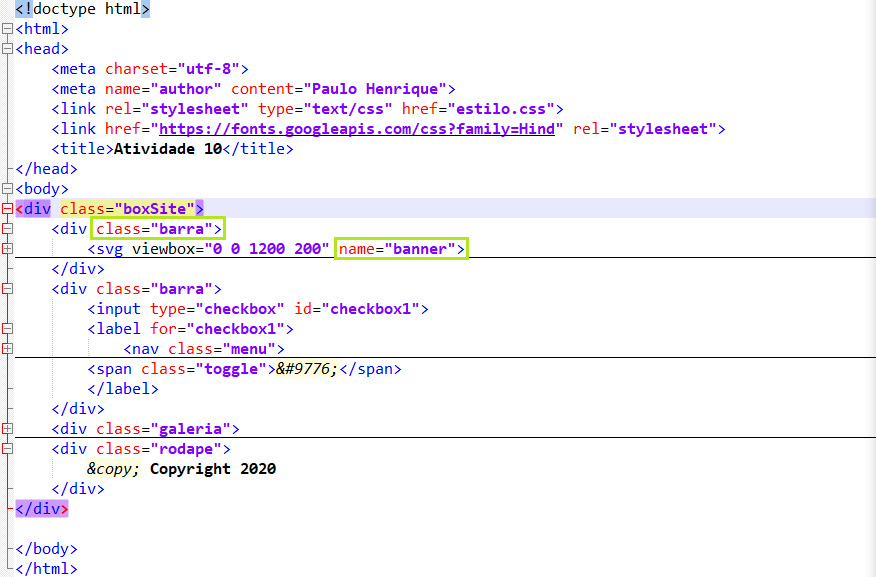 <!doctype html>
<html>
<head>
    <meta charset="utf-8">
    <meta name="author" content="Paulo Henrique">
    <link rel="stylesheet" type="text/css" href="estilo.css">
    <link href="https://fonts.googleapis.com/css?family=Hind" rel="stylesheet">
    <title>Atividade 10</title>
</head>
<body>
<div class="boxSite">
    <div class="barra">
        <svg viewbox="0 0 1200 200" name="banner">
    </div>
    <div class="barra">
        <input type="checkbox" id="checkbox1">
        <label for="checkbox1">
            <nav class="menu">
        <span class="toggle">&#9776;</span>
        </label>
    </div>
    <div class="galeria">
    <div class="rodape">
        &copy; Copyright 2020
    </div>
</div>
</body>
</html>